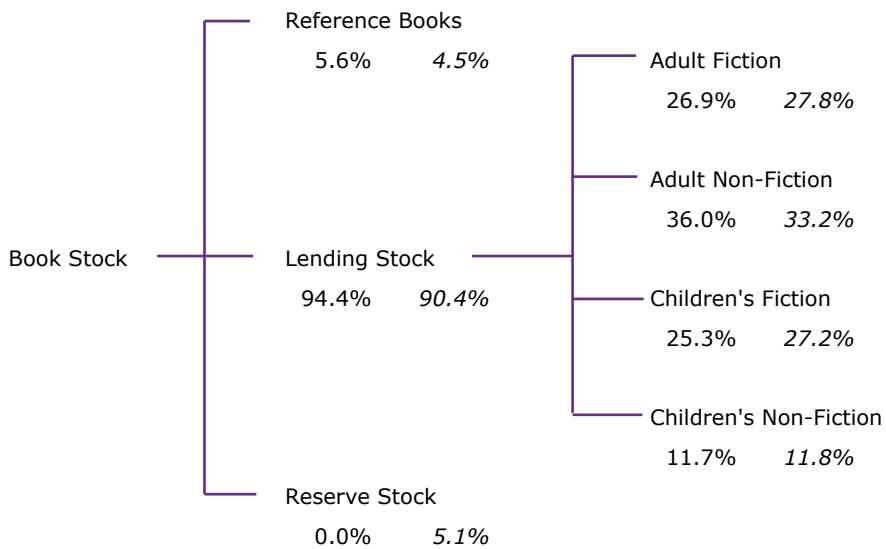 Reference Books
5.6% 4.5%
Adult Fiction
26.9% 27.8%
Adult Non-Fiction
36.0% 33.2%
Book Stock
Lending Stock
94.4% 90.4%
Children's Fiction
25.3% 27.2%
Children's Non-Fiction
11.7% 11.8%
Reserve Stock
0.0% 5.1%